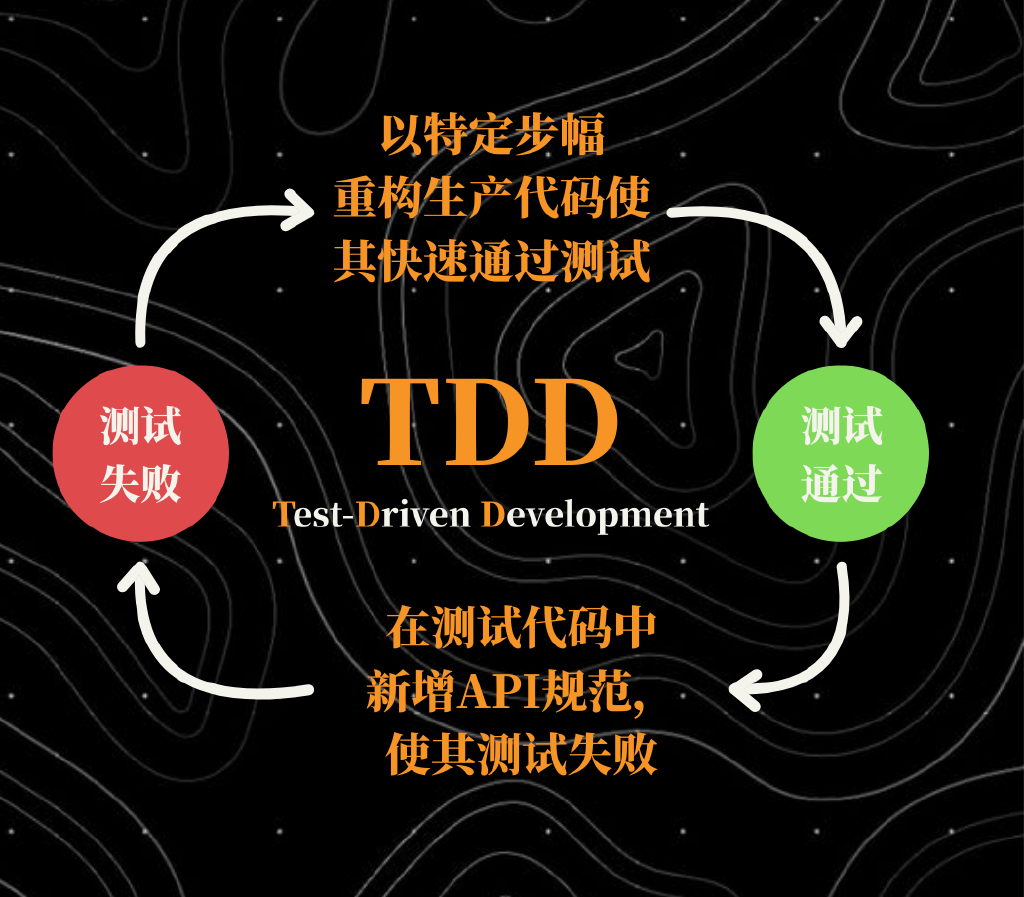 以特定步幅
重构生产代码使
其快速通过测试
测试
失败
TDD
Test-Driven Development
测试
通过
在测试代码中
新增API规范,
使其测试失败